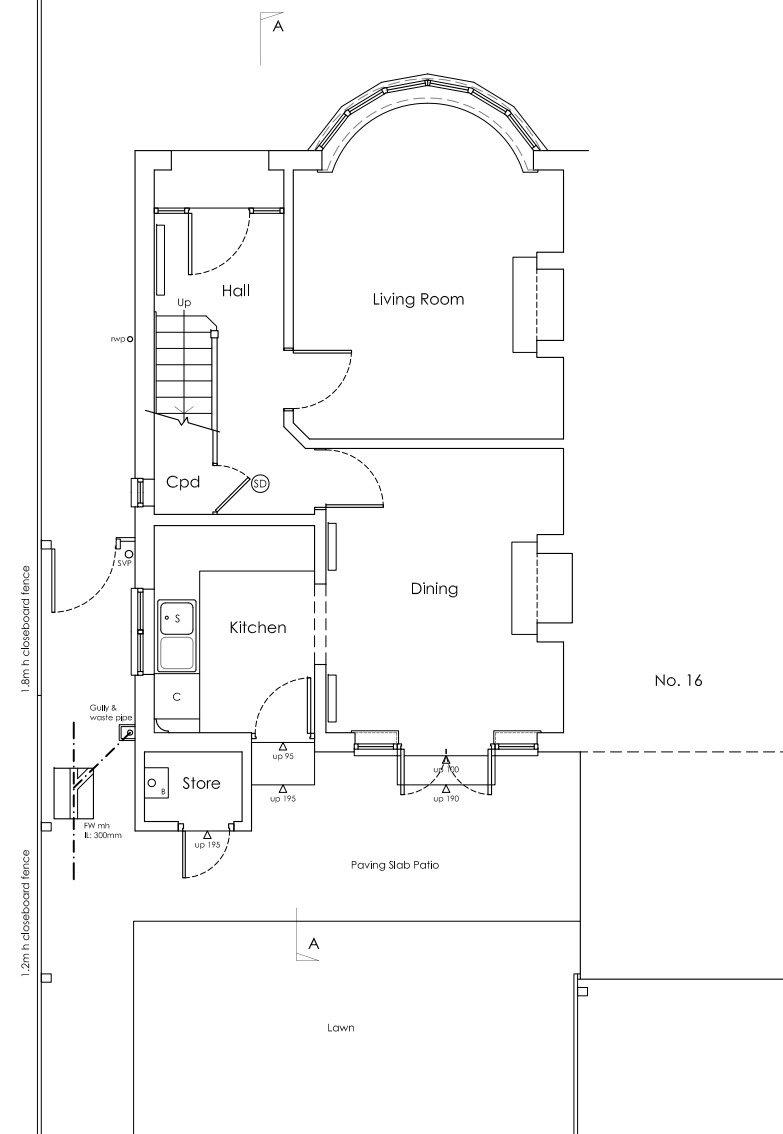 A
Hall
Living Room
Up
rwp
Cpd
SD
SVP
1.8m h closeboard fence
Dining
S
Kitchen
No. 16
C
Gully &
waste pipe
up 95
up 100
Store
B
up 195
up 190
FW mh
IL: 300mm
up 195
Paving Slab Patio
1.2m h closeboard fence
A
Lawn